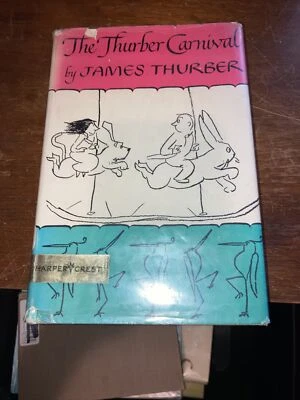 The Thurber Carnival
by JAMES THURBER
HARPER CREST